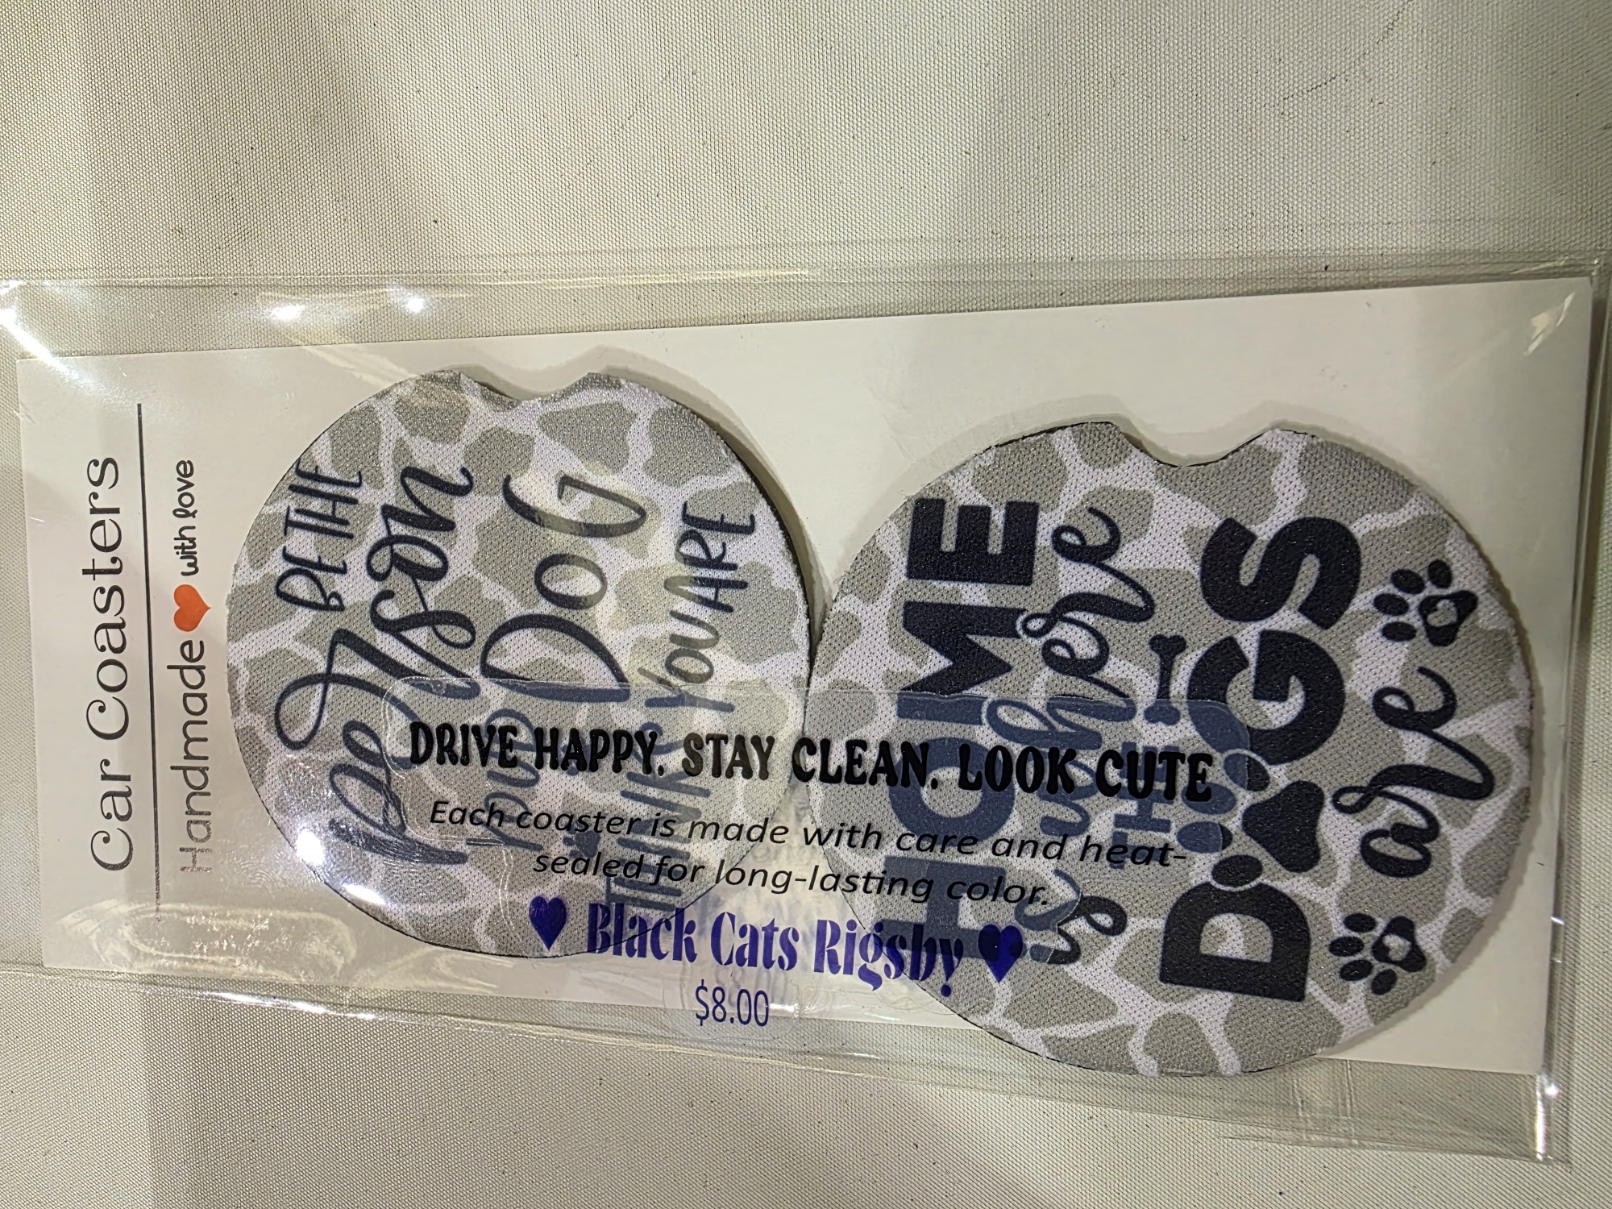 Car Coasters
Handmade with love
BE THE
Person
your
DOG
THINKS YOU ARE
HOME
is where
THE
DOGS
are
DRIVE HAPPY. STAY CLEAN. LOOK CUTE
Each coaster is made with care and heat-
sealed for long-lasting color.
Black Cats Rigsby
$8.00